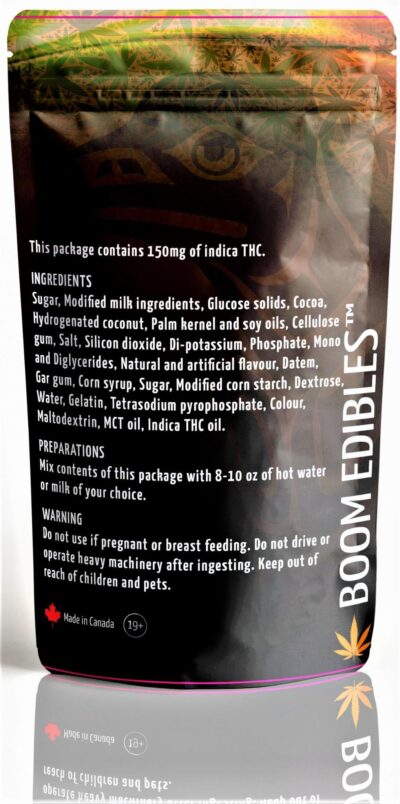 This package contains 150mg of indica THC.
INGREDIENTS
Sugar, Modified milk ingredients, Glucose solids, Cocoa,
Hydrogenated coconut, Palm kernel and soy oils, Cellulose
gum, Salt, Silicon dioxide, Di-potassium, Phosphate, Mono
and Diglycerides, Natural and artificial flavour, Datem,
Gar gum, Corn syrup, Sugar, Modified corn starch, Dextrose,
Water, Gelatin, Tetrasodium pyrophosphate, Colour,
Maltodextrin, MCT oil, Indica THC oil.
PREPARATIONS
Mix contents of this package with 8-10 oz of hot water
or milk of your choice.
WARNING
Do not use if pregnant or breast feeding. Do not drive or
operate heavy machinery after ingesting. Keep out of
reach of children and pets.
Made in Canada 19+
BOOM EDIBLES™